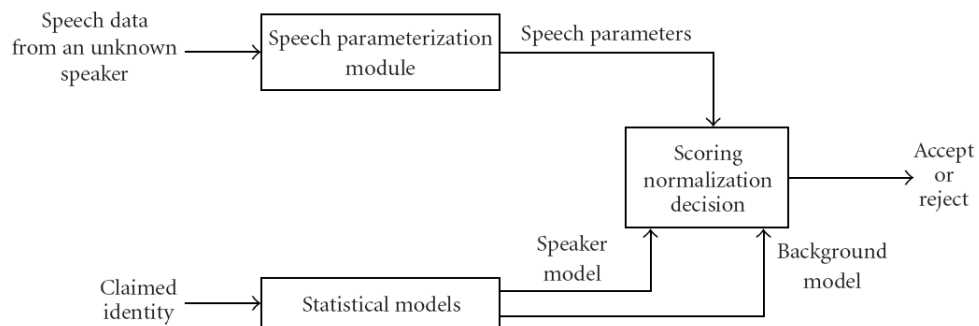 Speech data
from an unknown
speaker
Speech parameterization
module
Speech parameters
Scoring
normalization
decision
Accept
or
reject
Speaker
model
Background
model
Claimed
identity
Statistical models